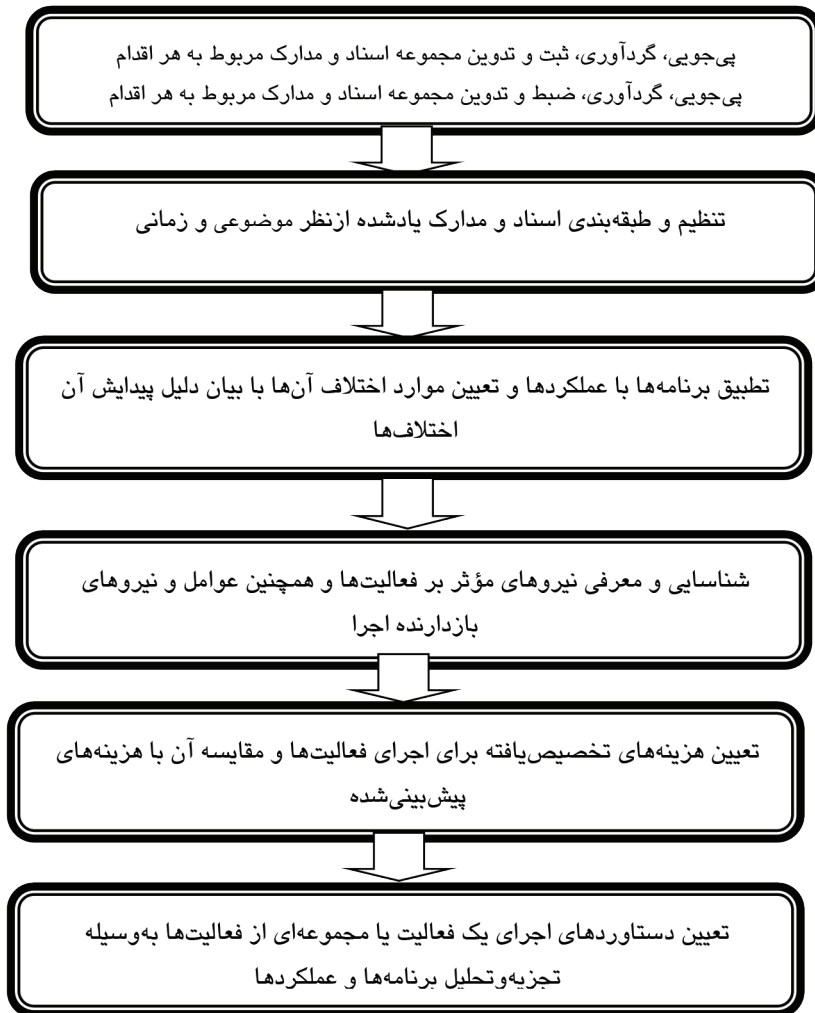 پی‌جویی، گردآوری، ثبت و تدوین مجموعه اسناد و مدارک مربوط به هر اقدام
پی‌جویی، گردآوری، ضبط و تدوین مجموعه اسناد و مدارک مربوط به هر اقدام
تنظیم و طبقه‌بندی اسناد و مدارک یادشده ازنظر موضوعی و زمانی
تطبیق برنامه‌ها با عملکردها و تعیین موارد اختلاف آن‌ها با بیان دلیل پیدایش آن
اختلاف‌ها
شناسایی و معرفی نیروهای مؤثر بر فعالیت‌ها و همچنین عوامل و نیروهای
بازدارنده اجرا
تعیین هزینه‌های تخصیص‌یافته برای اجرای فعالیت‌ها و مقایسه آن با هزینه‌های
پیش‌بینی‌شده
تعیین دستاوردهای اجرای یک فعالیت یا مجموعه‌ای از فعالیت‌ها به‌وسیله
تجزیه‌وتحلیل برنامه‌ها و عملکردها